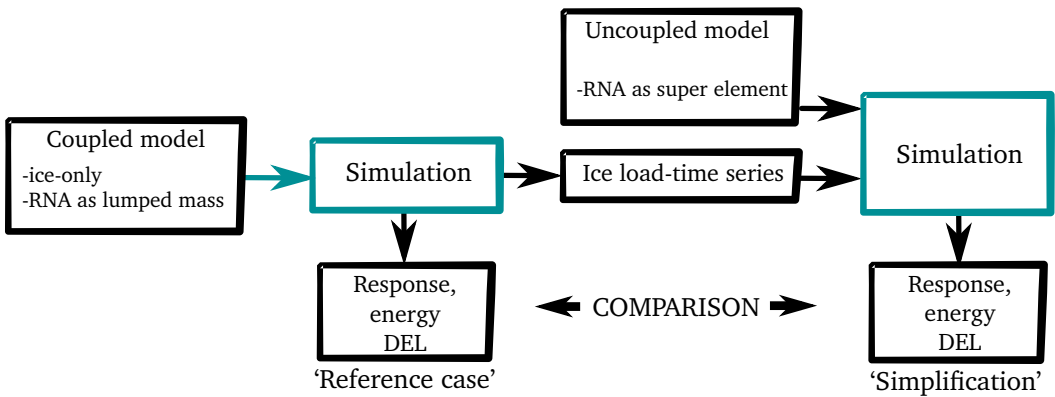 Uncoupled model
-RNA as super element
Coupled model
-ice-only
-RNA as lumped mass
Simulation
Ice load-time series
Simulation
Response,
energy
DEL
'Reference case'
COMPARISON
Response,
energy
DEL
'Simplification'